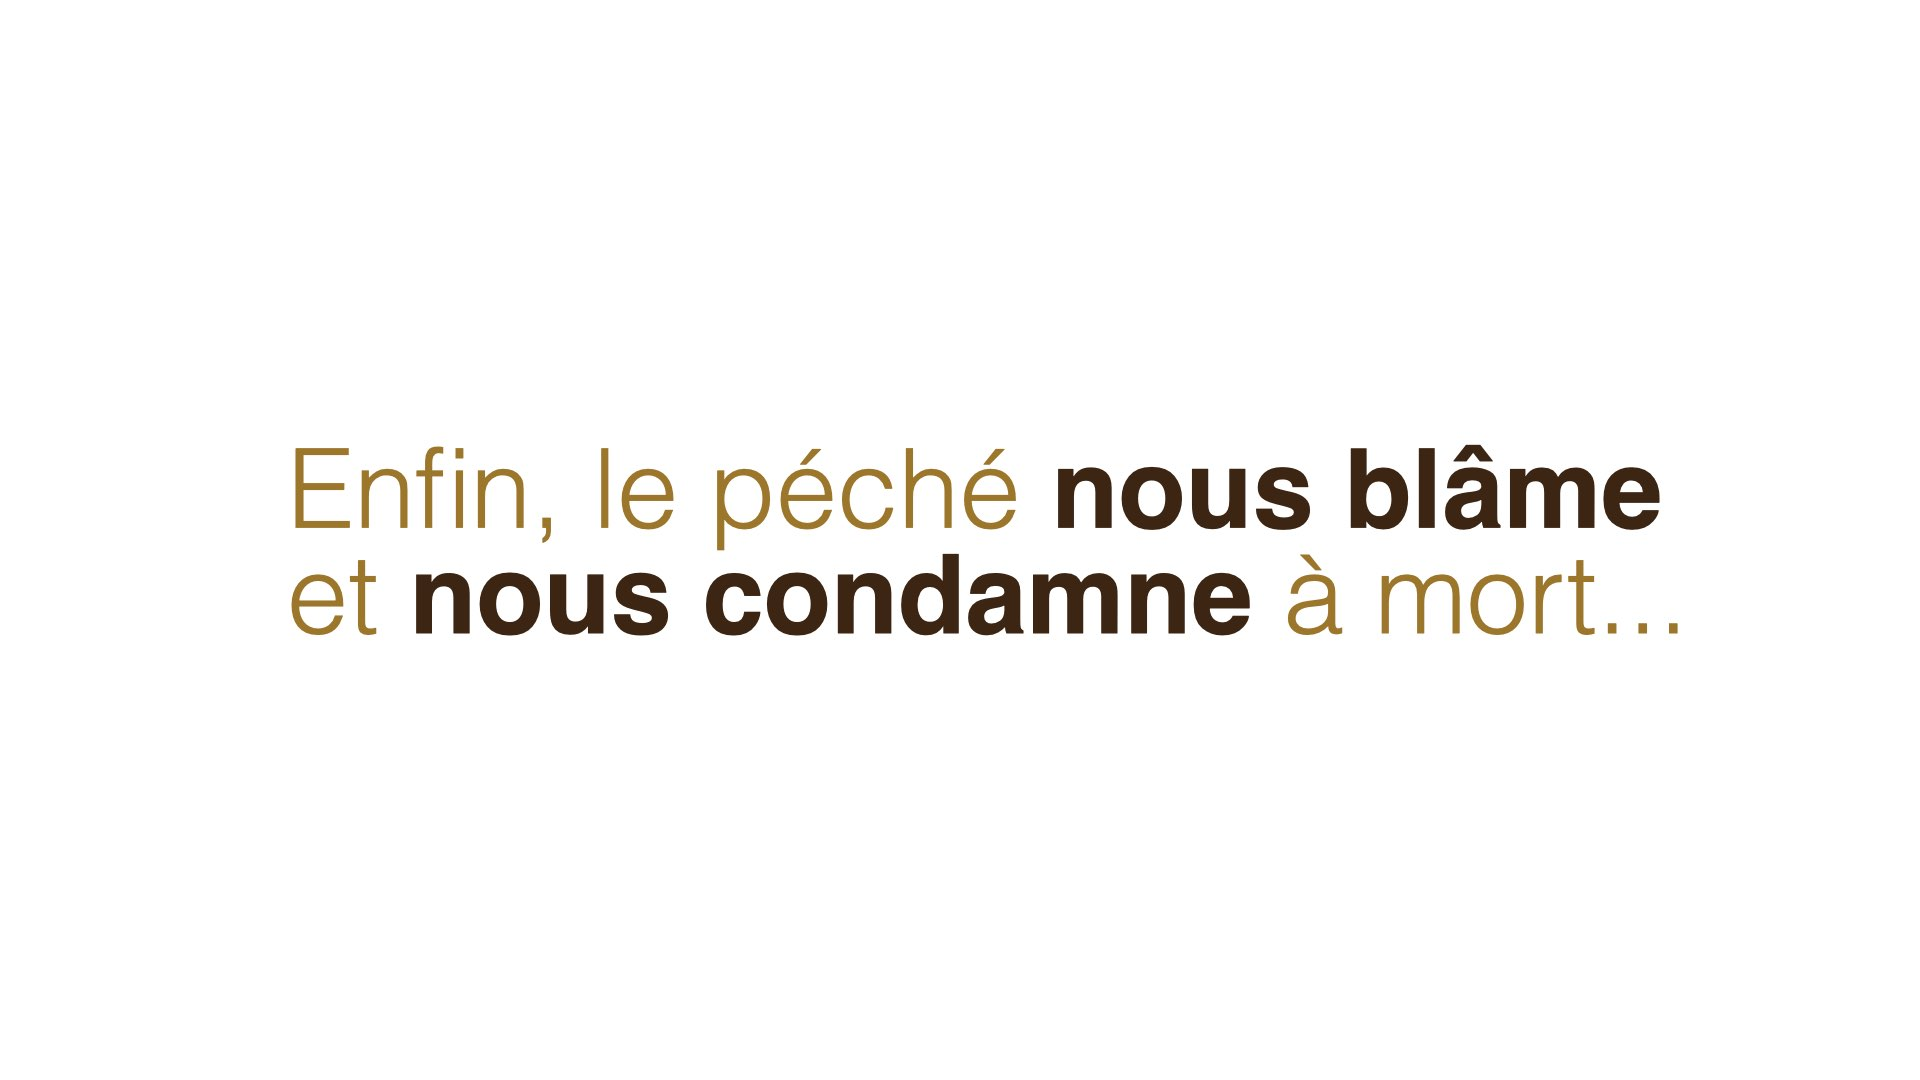 Enfin, le péché nous blâme
et nous condamne à mort...